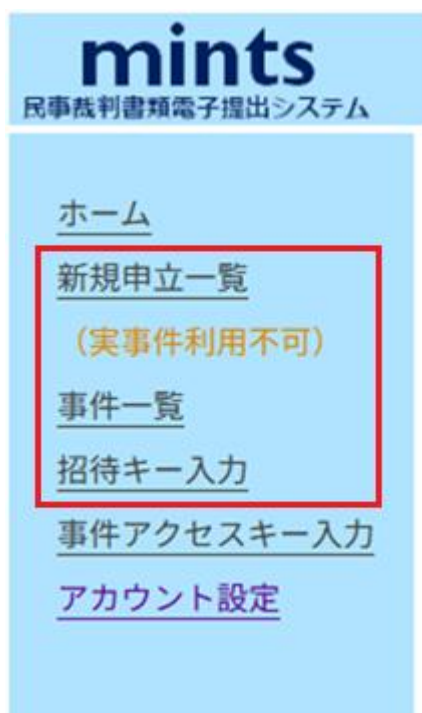 mints
民事裁判書類電子提出システム
ホーム
新規申立一覧
（実事件利用不可）
事件一覧
招待キー入力
事件アクセスキー入力
アカウント設定